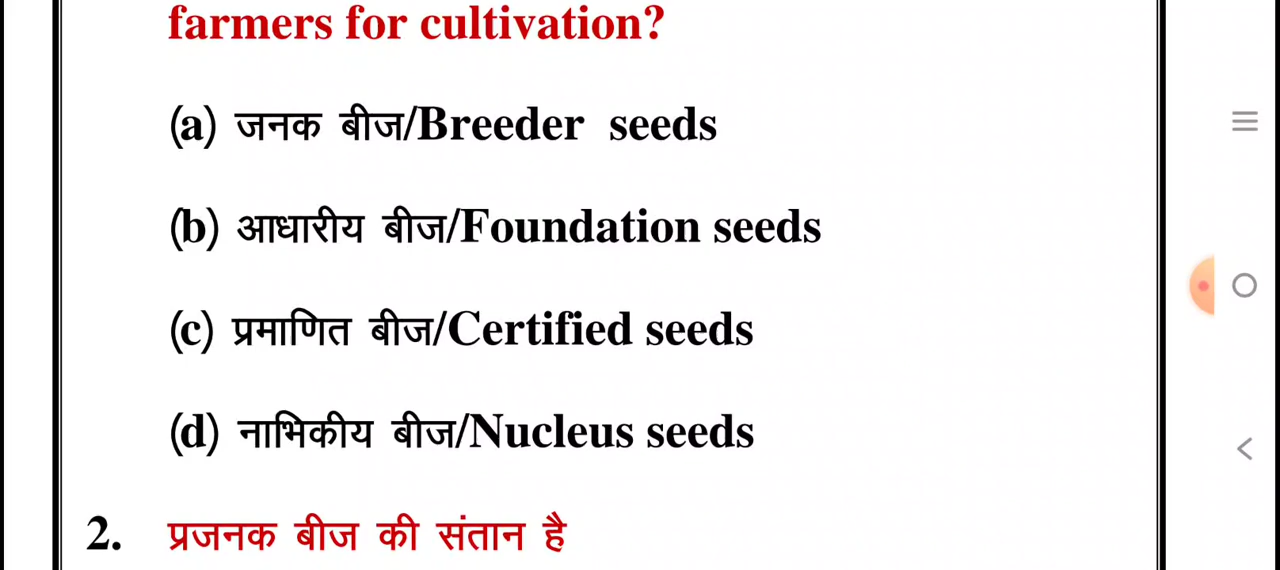 farmers for cultivation?
(a) जनक बीज/Breeder seeds
(b) आधारीय बीज/Foundation seeds
(c) प्रमाणित बीज/Certified seeds
(d) नाभिकीय बीज/Nucleus seeds
2. प्रजनक बीज की संतान है